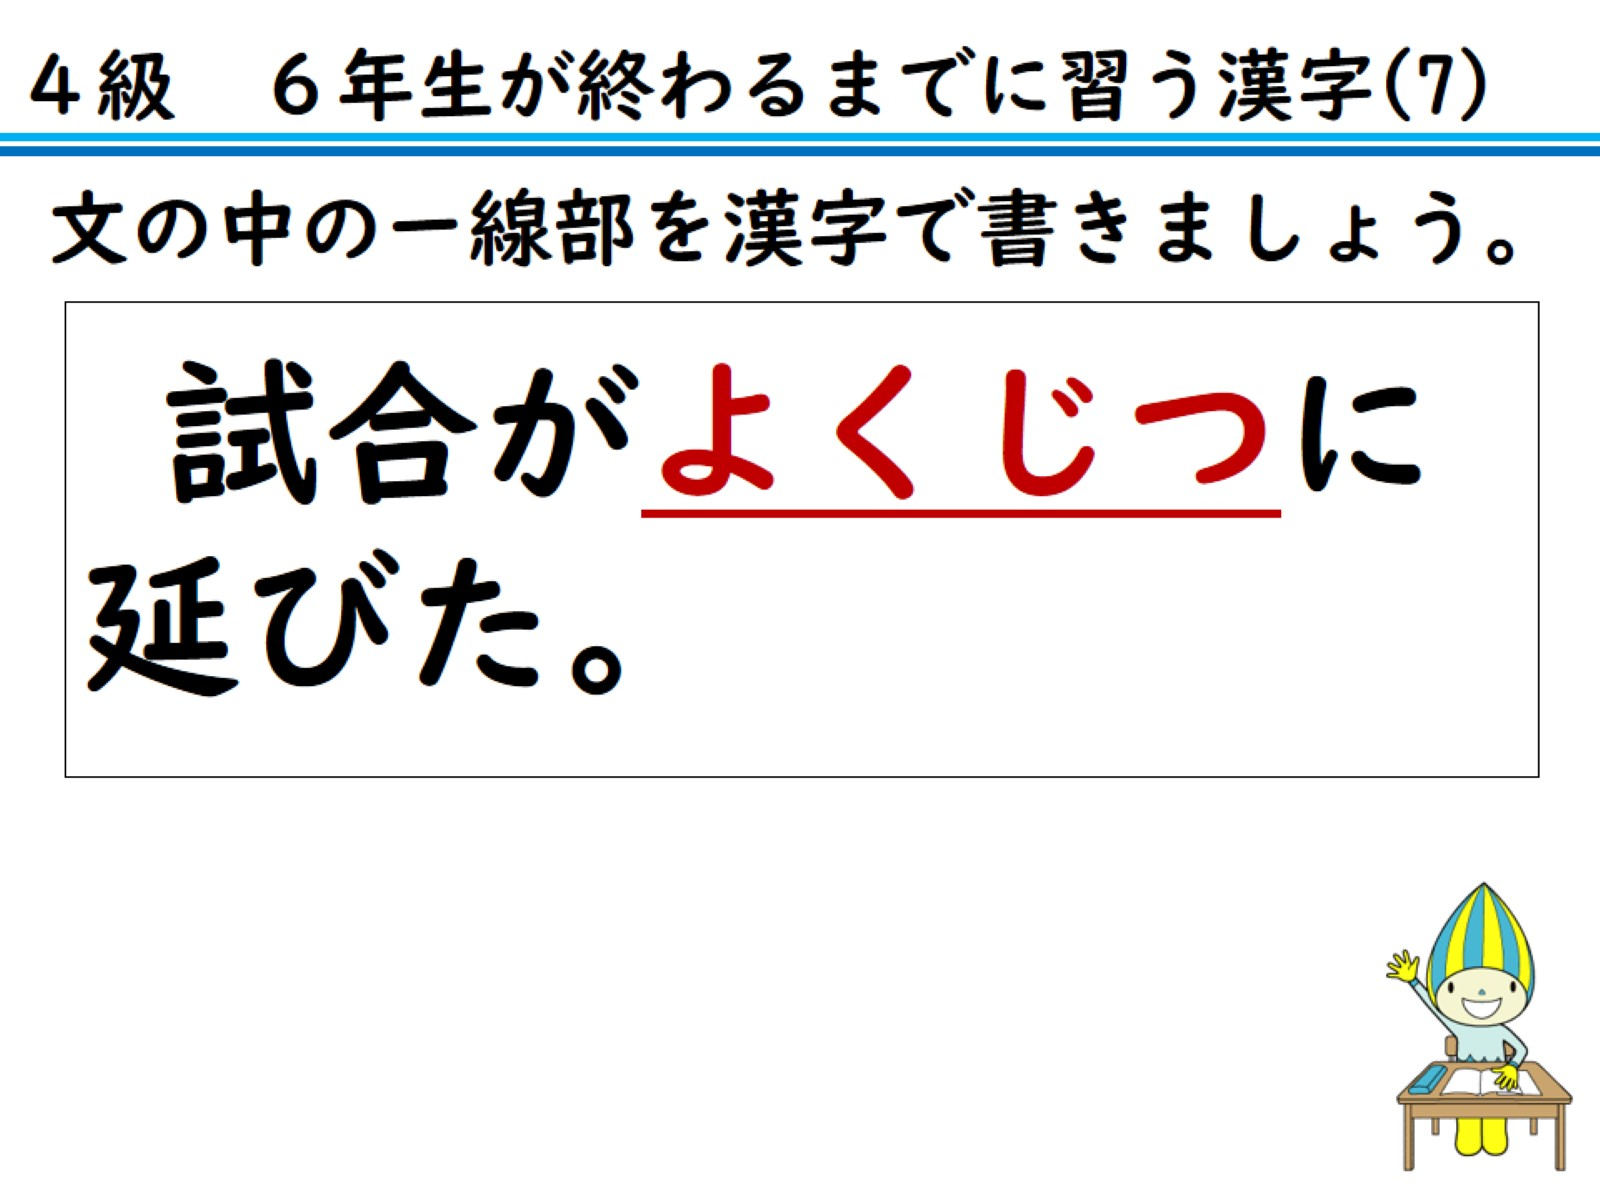 ４級　６年生が終わるまでに習う漢字(7)
文の中の一線部を漢字で書きましょう。
試合がよくじつに
延びた。